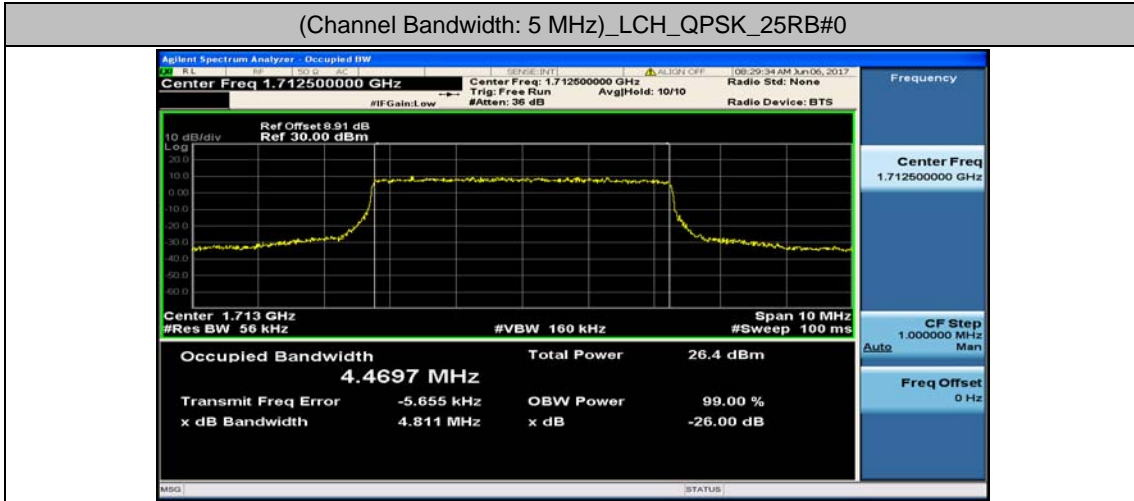 (Channel Bandwidth: 5 MHz)_LCH_QPSK_25RB#0
Agilent Spectrum Analyzer - Occupied BW
RL RF 50 Ω AC SENSE:INT ALIGN OFF 08:29:34 AM Jun 06, 2017
Center Freq 1.712500000 GHz
Center Freq: 1.712500000 GHz
Radio Std: None
Trig: Free Run Avg|Hold: 10/10
#IFGain:Low #Atten: 36 dB Radio Device: BTS
Ref Offset 8.91 dB
10 dB/div Ref 30.00 dBm
Log
20.0
10.0
0.00
-10.0
-20.0
-30.0
-40.0
-50.0
-60.0
Center 1.713 GHz Span 10 MHz
#Res BW 56 kHz #VBW 160 kHz #Sweep 100 ms
Occupied Bandwidth Total Power 26.4 dBm
4.4697 MHz
Transmit Freq Error -5.655 kHz OBW Power 99.00 %
x dB Bandwidth 4.811 MHz x dB -26.00 dB
MSG STATUS
Frequency
Center Freq
1.712500000 GHz
CF Step
1.000000 MHz
Auto Man
Freq Offset
0 Hz